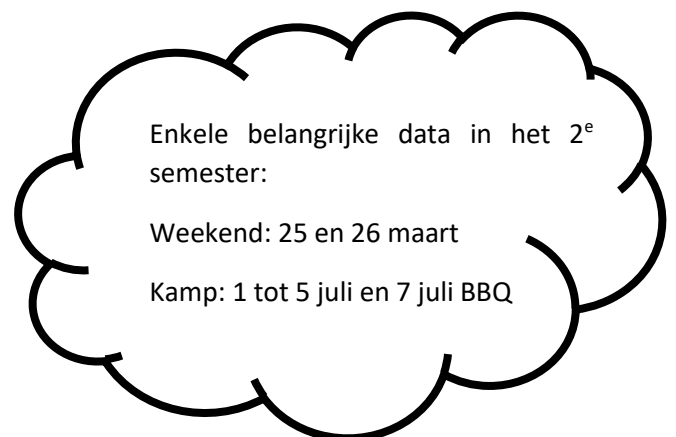 Enkele belangrijke data in het 2e
semester:
Weekend: 25 en 26 maart
Kamp: 1 tot 5 juli en 7 juli BBQ